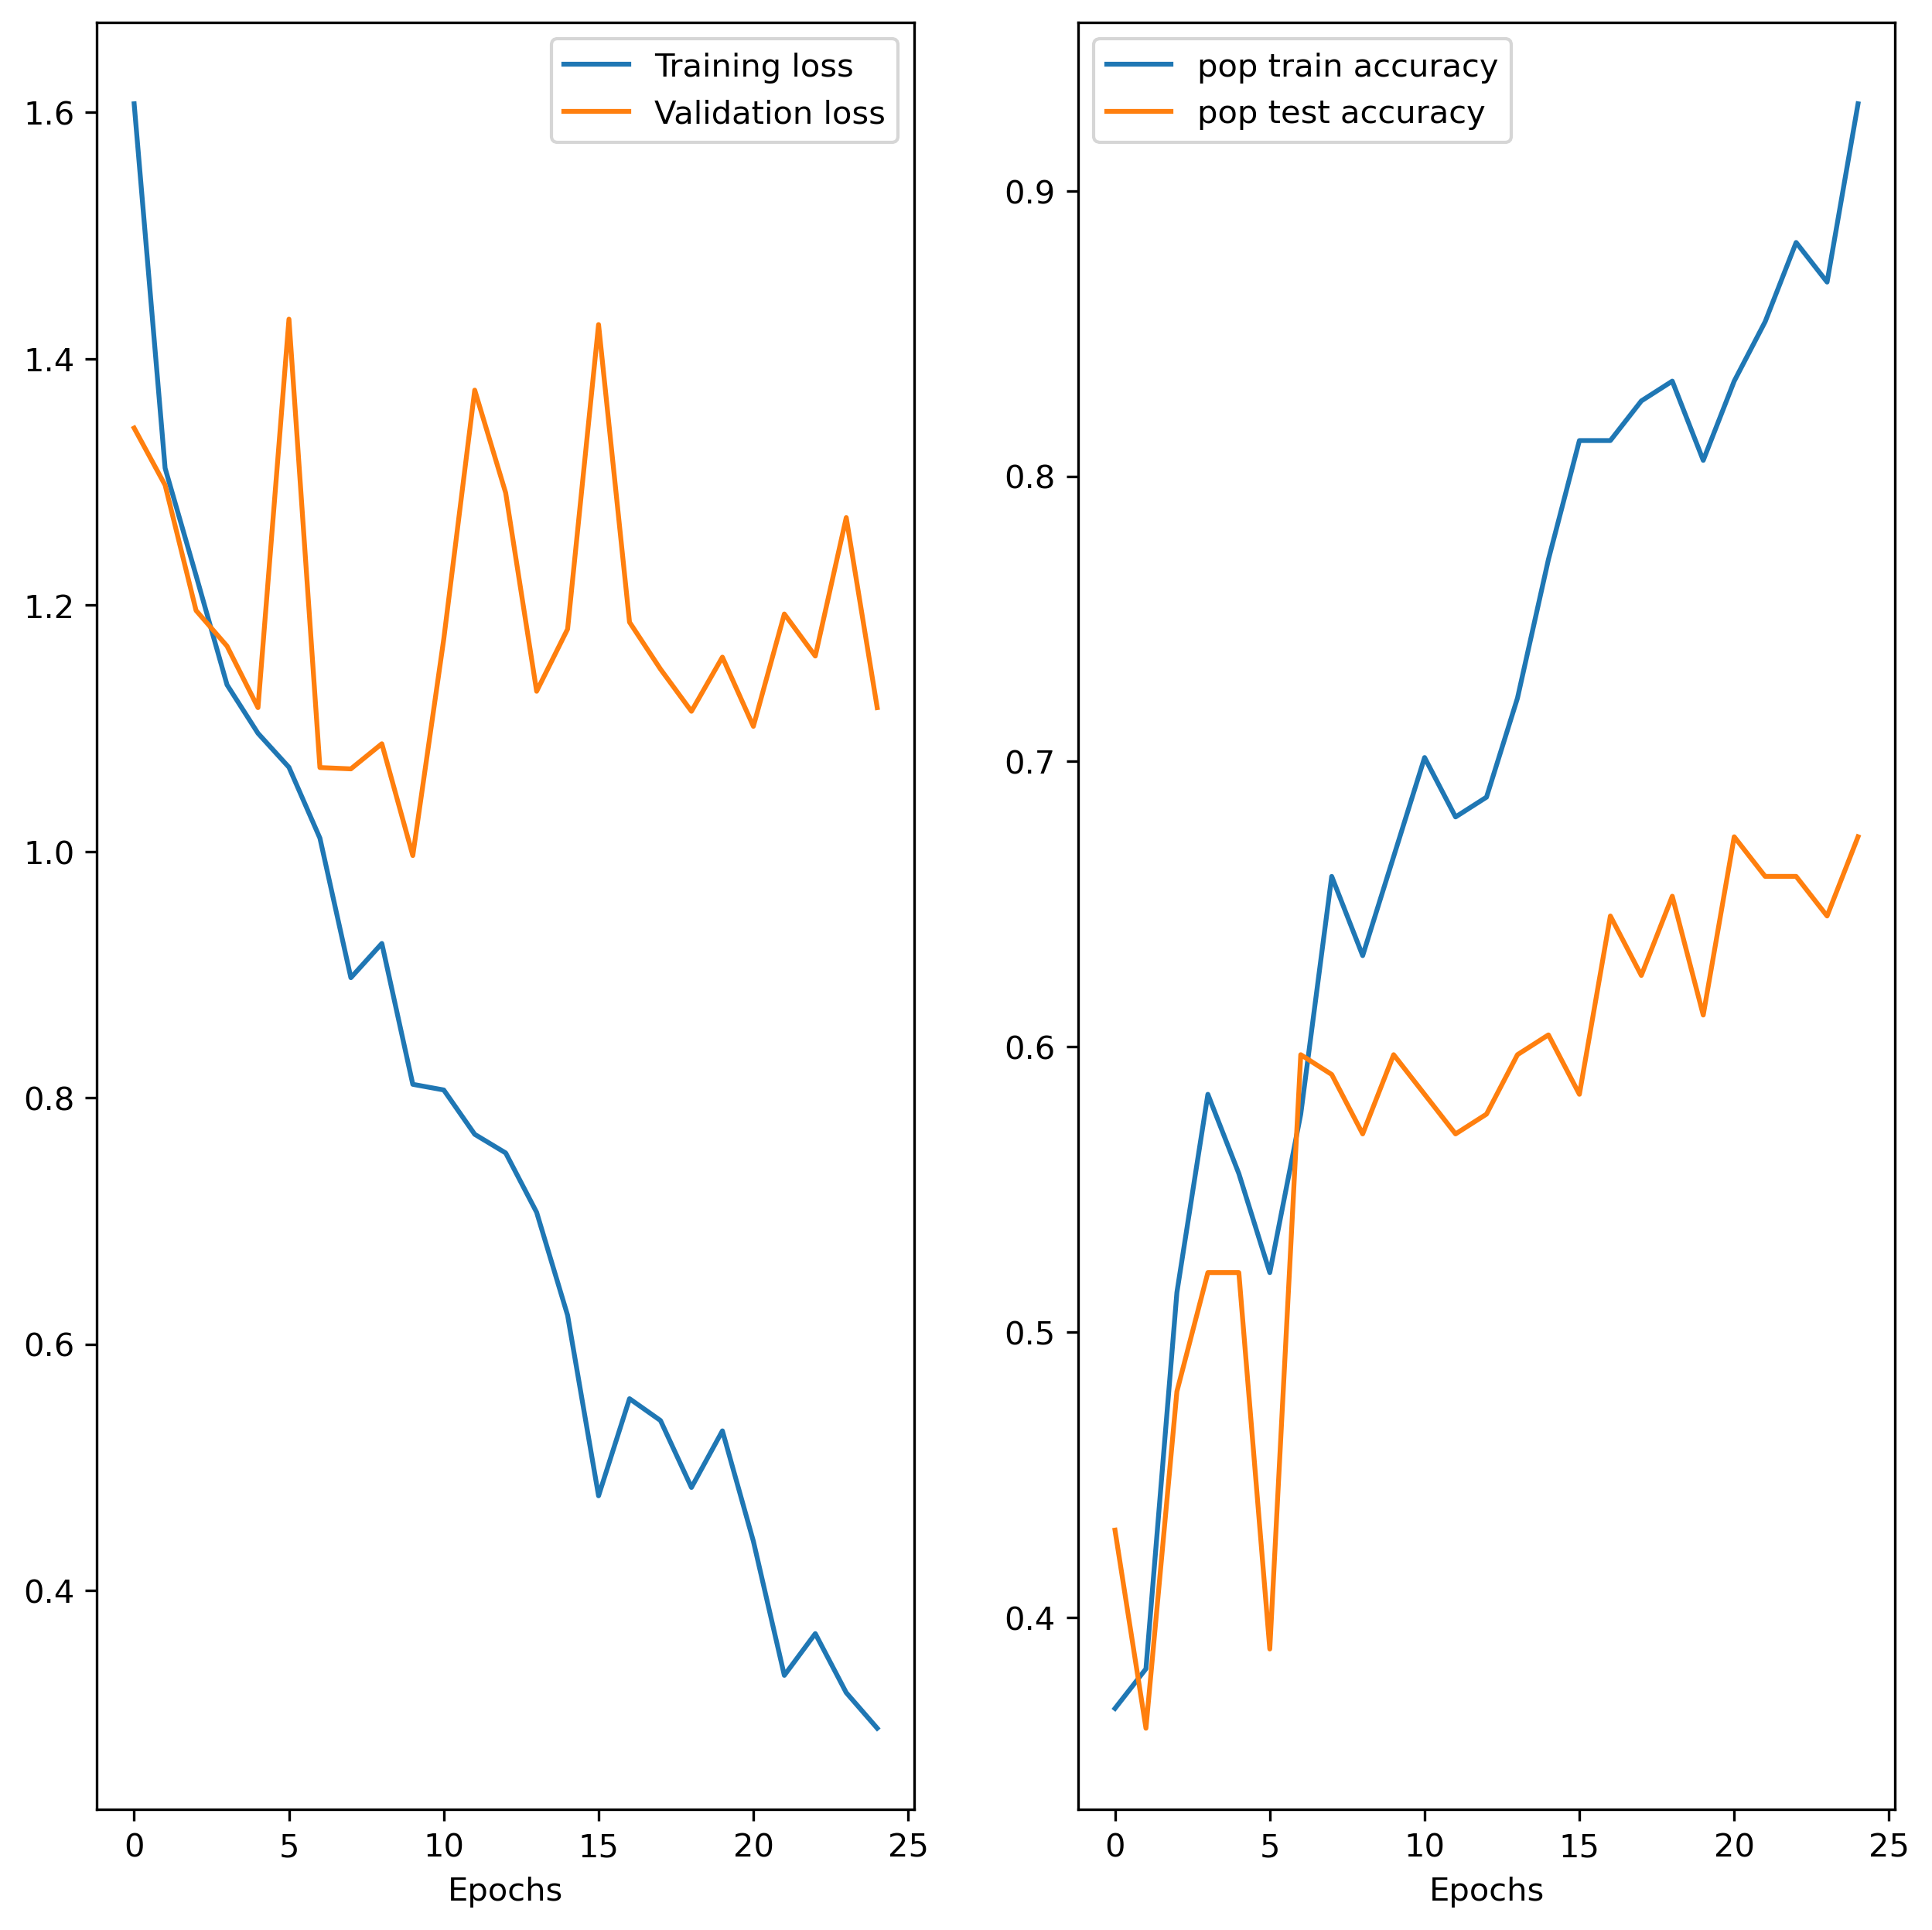 Training loss
Validation loss
1.6
1.4
1.2
1.0
0.8
0.6
0.4
0 5 10 15 20 25
Epochs
pop train accuracy
pop test accuracy
0.9
0.8
0.7
0.6
0.5
0.4
0 5 10 15 20 25
Epochs